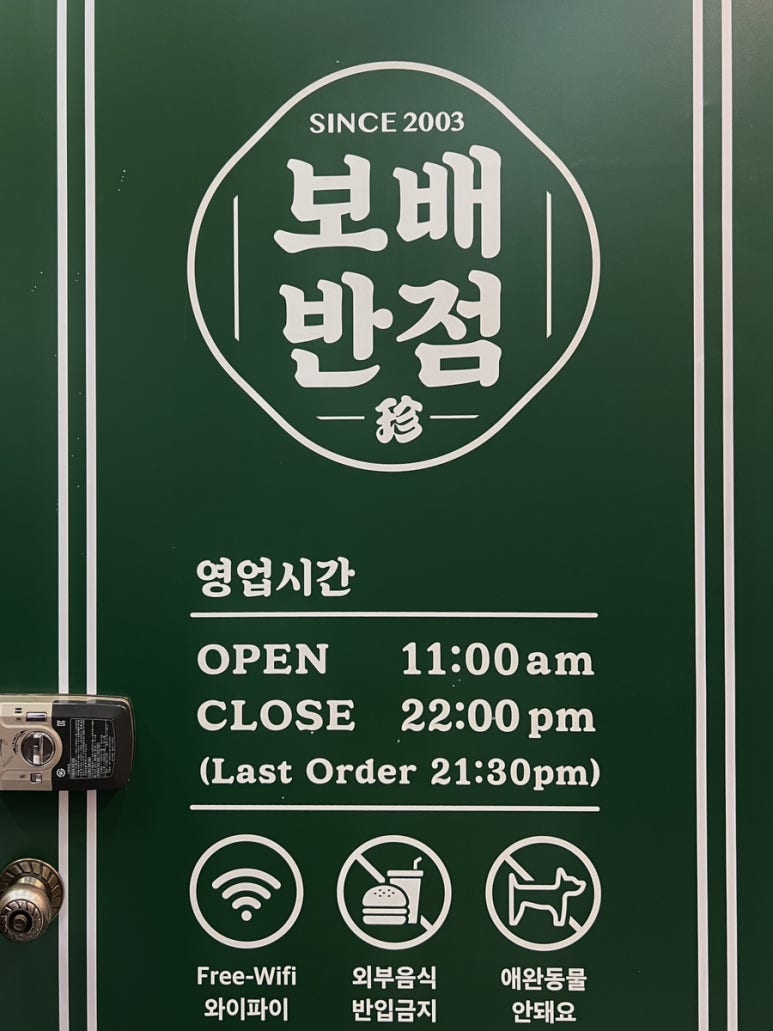 SINCE 2003
보배
반점
珍
영업시간
OPEN 11:00 am
CLOSE 22:00 pm
(Last Order 21:30pm)
Free-Wifi
와이파이
외부음식
반입금지
애완동물
안돼요